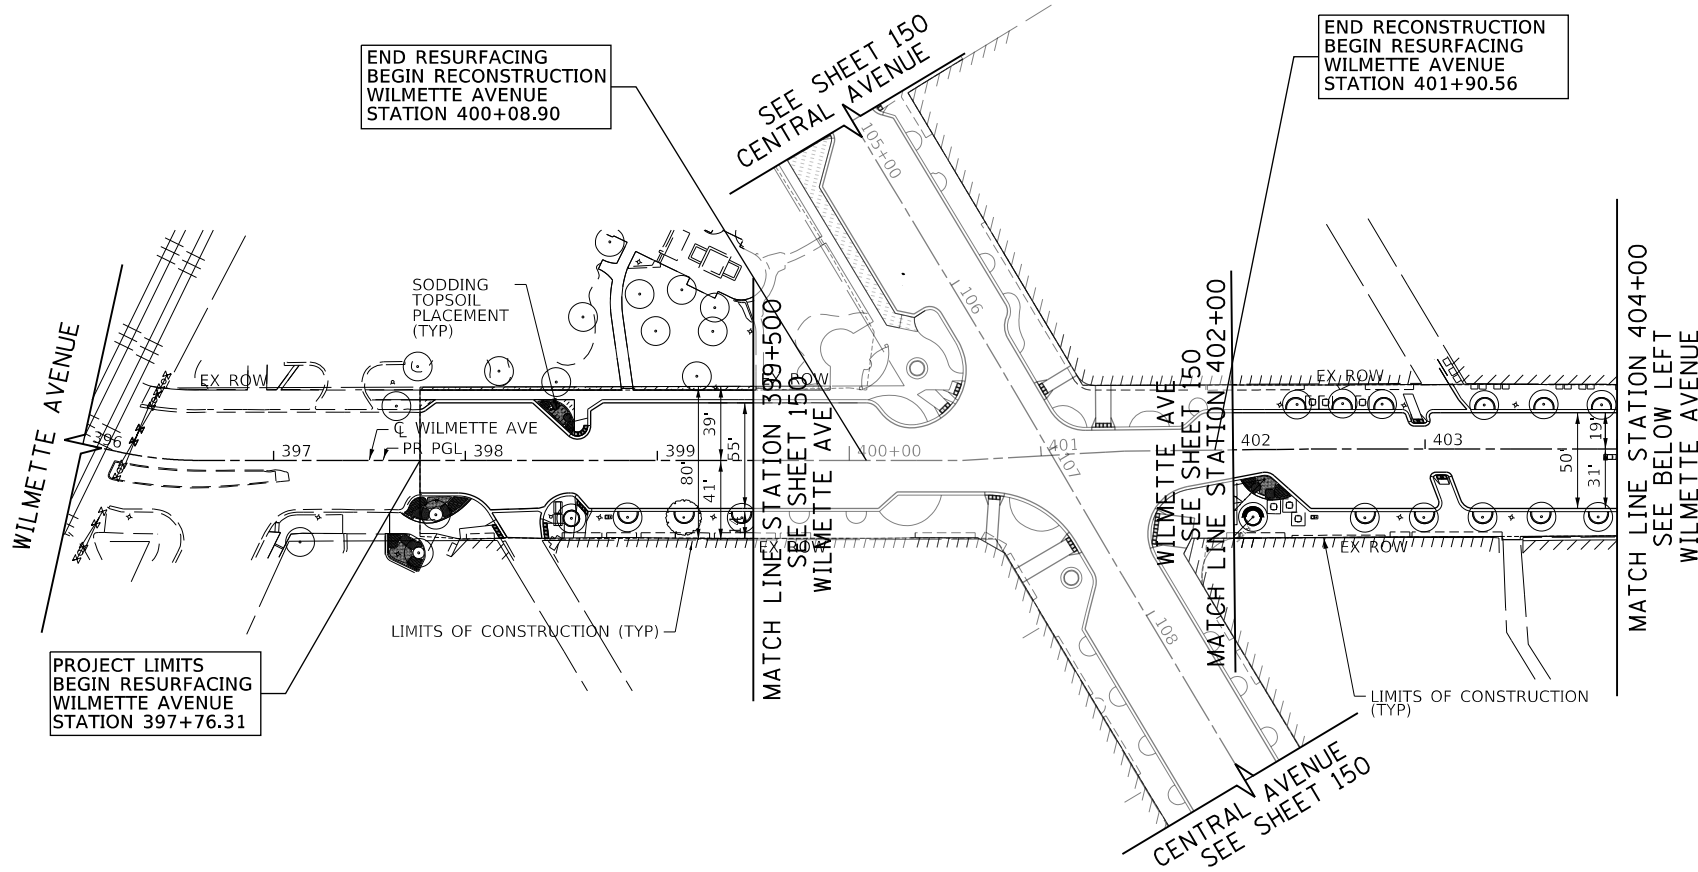 END RESURFACING
BEGIN RECONSTRUCTION
WILMETTE AVENUE
STATION 400+08.90
SEE SHEET 150
CENTRAL AVENUE
END RECONSTRUCTION
BEGIN RESURFACING
WILMETTE AVENUE
STATION 401+90.56
105+00
106
107
108
SODDING
TOPSOIL
PLACEMENT
(TYP)
WILMETTE AVENUE
EX ROW
396
397
398
399
400+00
401
402
403
℄ WILMETTE AVE
PR PGL
39'
80'
41'
55'
MATCH LINE STATION 399+500
SEE SHEET 150
WILMETTE AVE
EX ROW
EX ROW
WILMETTE AVE
SEE SHEET 150
MATCH LINE STATION 402+00
EX ROW
EX ROW
50'
19'
31'
MATCH LINE STATION 404+00
SEE BELOW LEFT
WILMETTE AVENUE
LIMITS OF CONSTRUCTION (TYP)
PROJECT LIMITS
BEGIN RESURFACING
WILMETTE AVENUE
STATION 397+76.31
LIMITS OF CONSTRUCTION
(TYP)
CENTRAL AVENUE
SEE SHEET 150